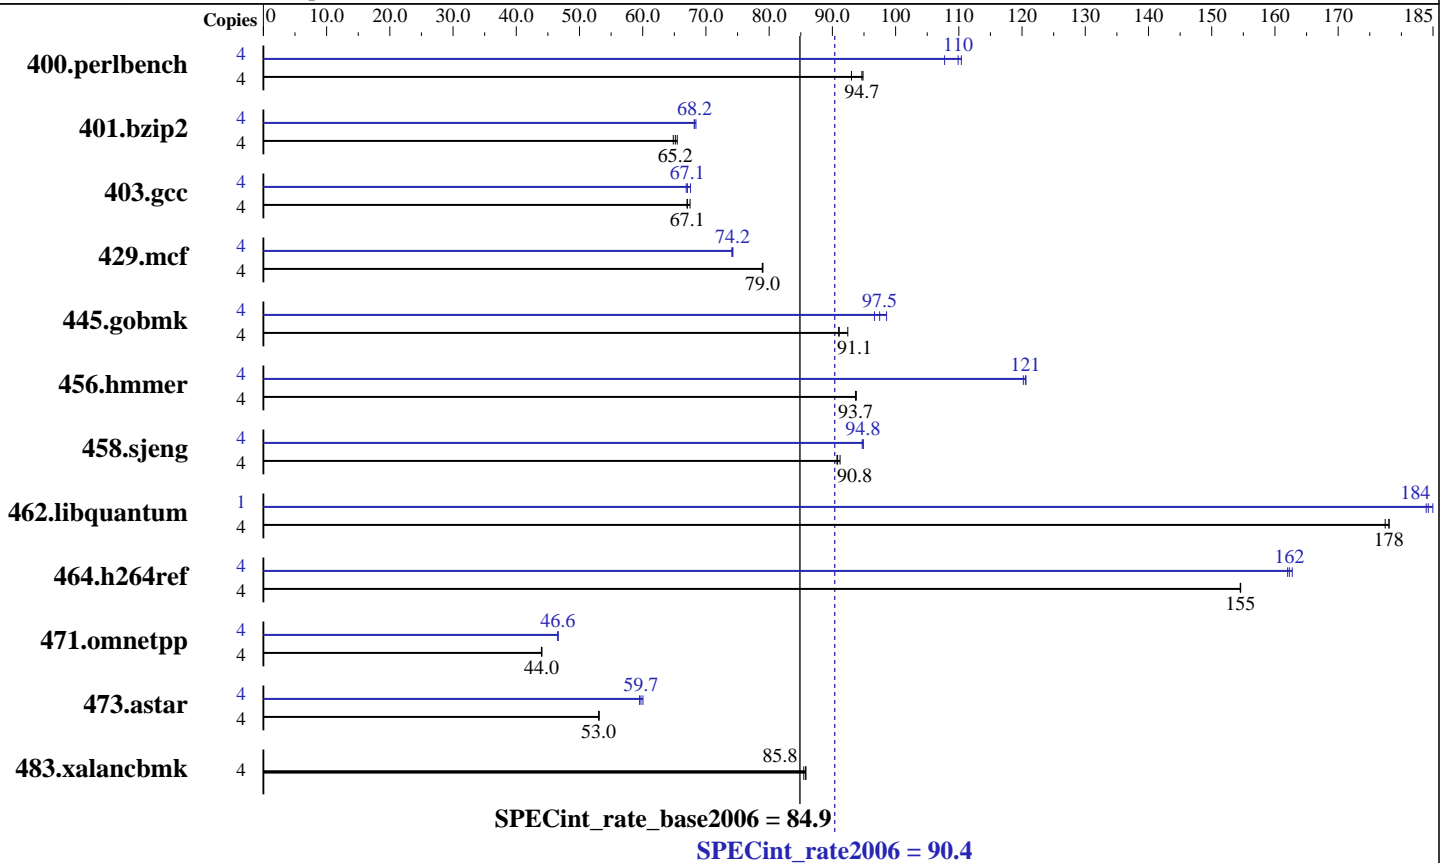 Copies 0 10.0 20.0 30.0 40.0 50.0 60.0 70.0 80.0 90.0 100 110 120 130 140 150 160 170 185
400.perlbench 4 110
4 94.7
401.bzip2 4 68.2
4 65.2
403.gcc 4 67.1
4 67.1
429.mcf 4 74.2
4 79.0
445.gobmk 4 97.5
4 91.1
456.hmmer 4 121
4 93.7
458.sjeng 4 94.8
4 90.8
462.libquantum 1 184
4 178
464.h264ref 4 162
4 155
471.omnetpp 4 46.6
4 44.0
473.astar 4 59.7
4 53.0
483.xalancbmk 4 85.8
SPECint_rate_base2006 = 84.9
SPECint_rate2006 = 90.4